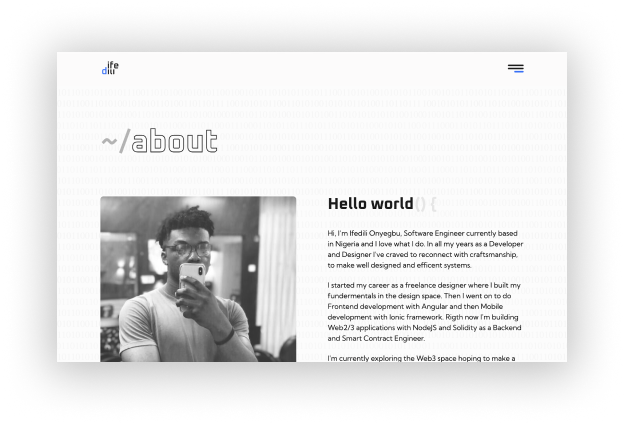 ife
dili
~/about
Hello world() {
Hi, I'm Ifedili Onyegbu, Software Engineer currently based
in Nigeria and I love what I do. In all my years as a Developer
and Designer I've craved to reconnect with craftsmanship,
to make well designed and efficent systems.
I started my career as a freelance designer where I built my
fundermentals in the design space. Then I went on to do
Frontend development with Angular and then Mobile
development with Ionic framework. Rigth now I'm building
Web2/3 applications with NodeJS and Solidity as a Backend
and Smart Contract Engineer.
I'm currently exploring the Web3 space hoping to make a